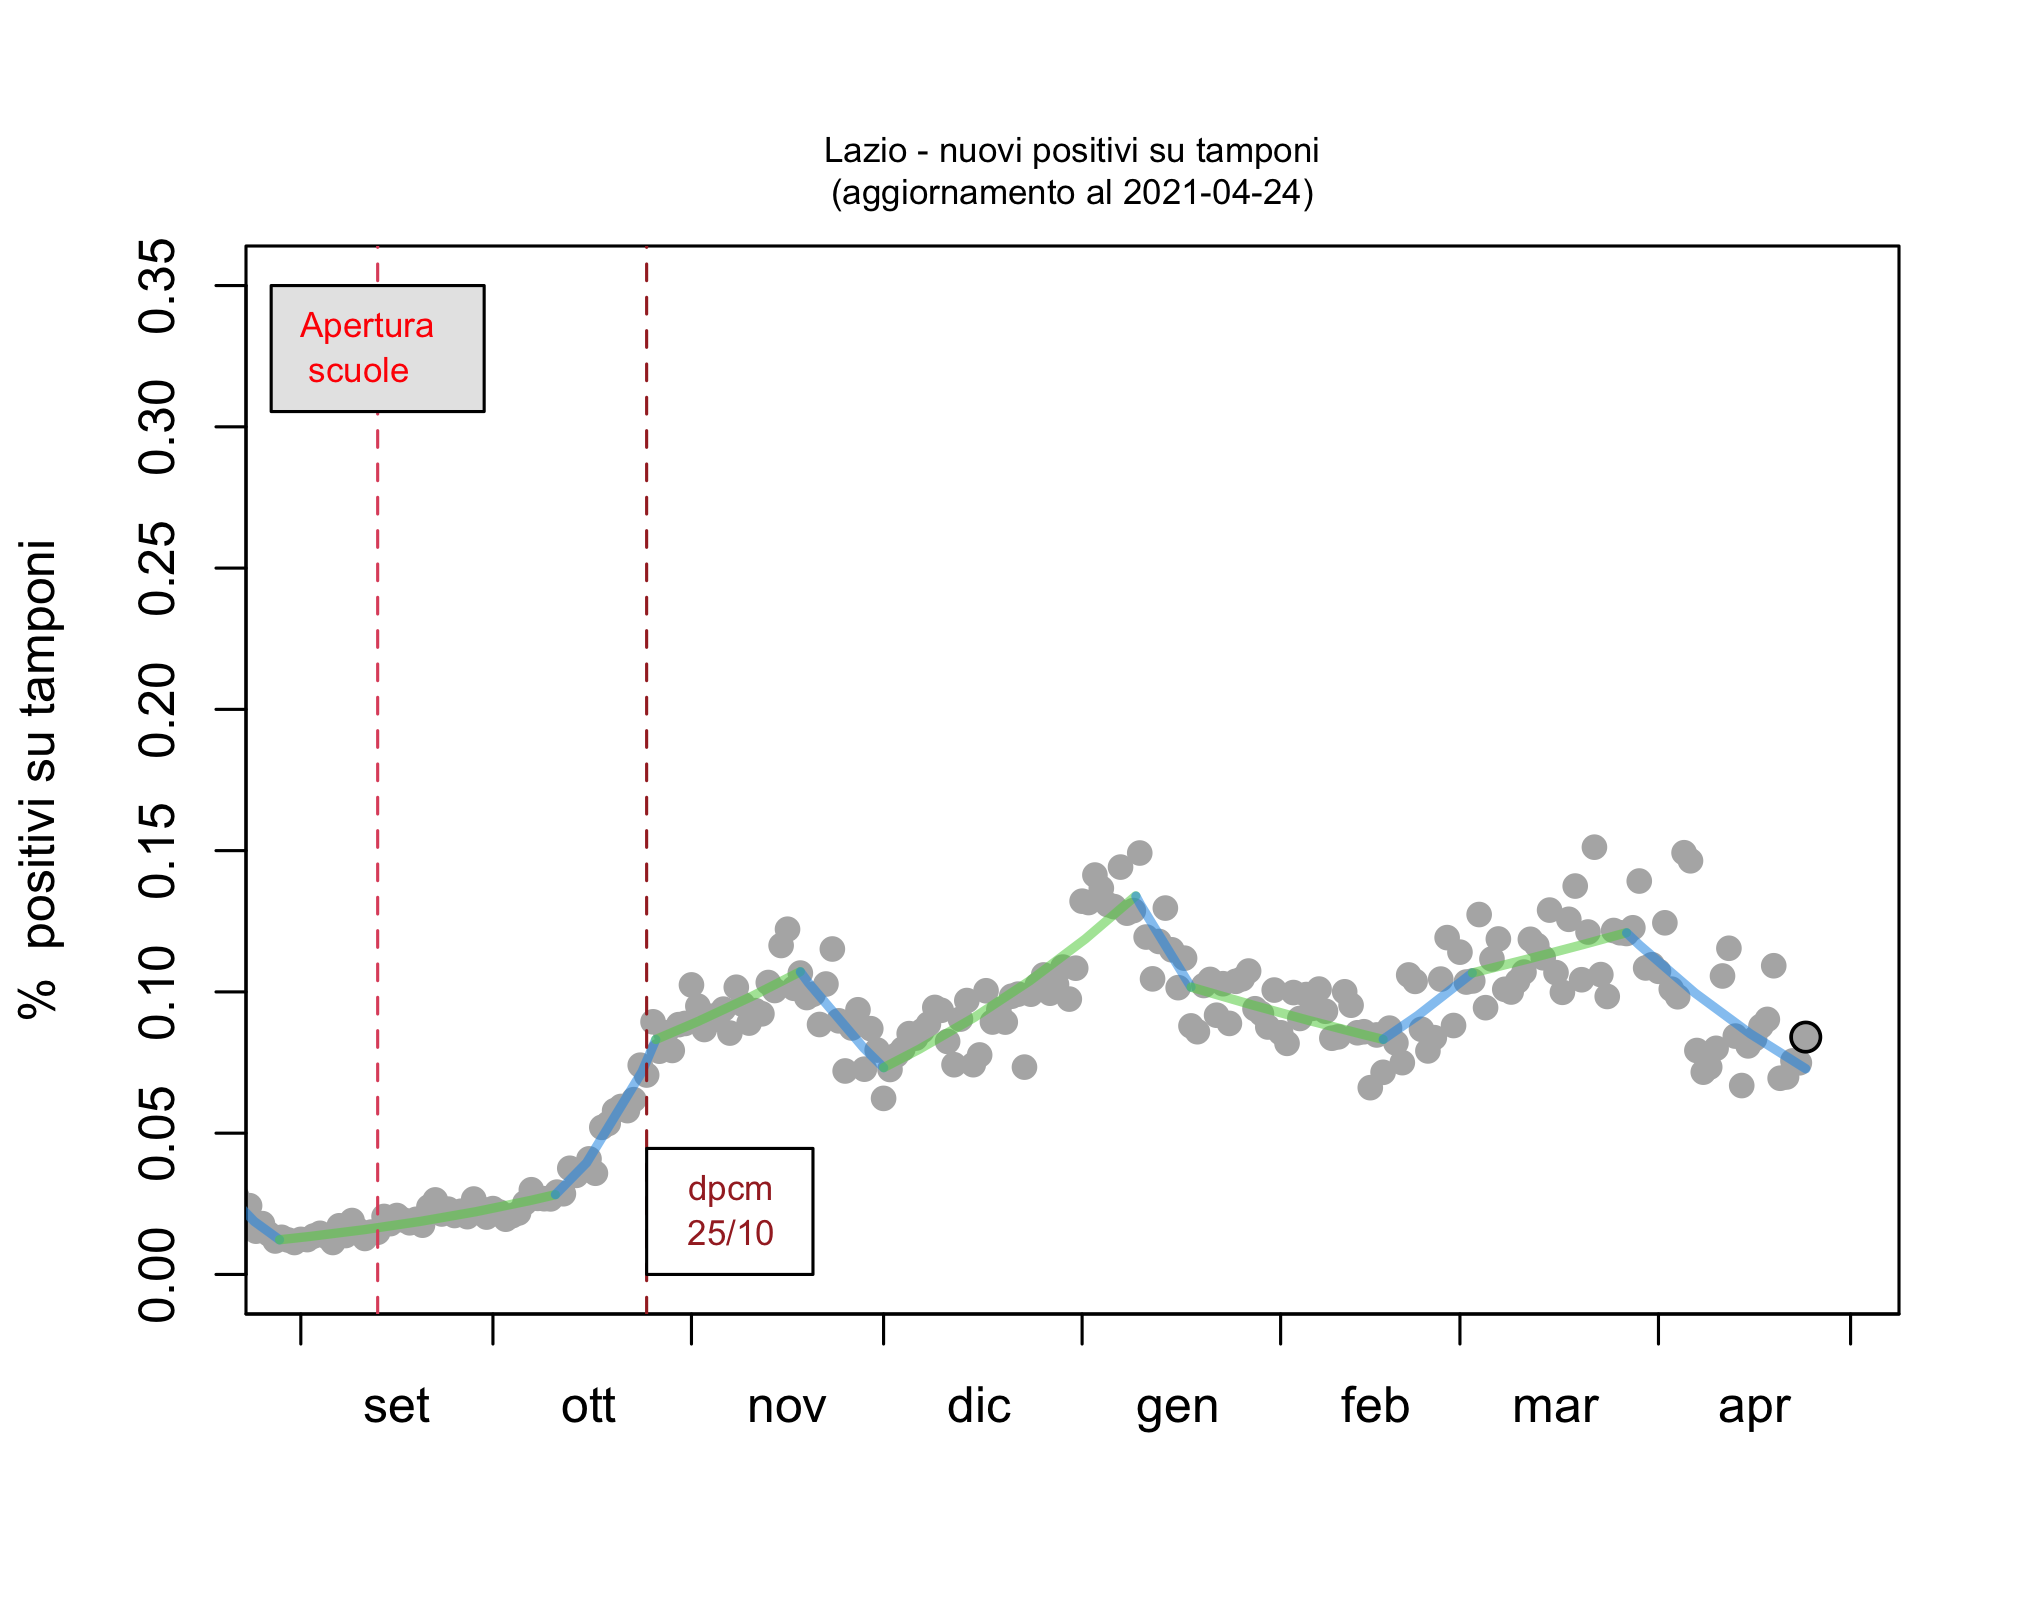 Lazio - nuovi positivi su tamponi
(aggiornamento al 2021-04-24)
% positivi su tamponi
0.35
0.30
0.25
0.20
0.15
0.10
0.05
0.00
Apertura
scuole
dpcm
25/10
set ott nov dic gen feb mar apr